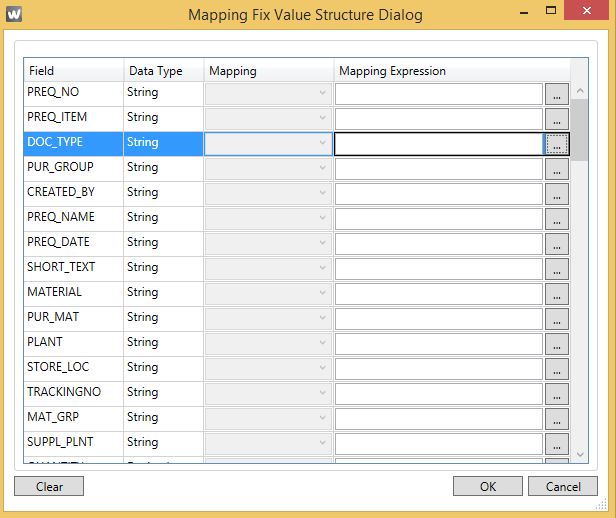 W
Mapping Fix Value Structure Dialog
Field Data Type Mapping Mapping Expression
PREQ_NO String ...
PREQ_ITEM String ...
DOC_TYPE String ...
PUR_GROUP String ...
CREATED_BY String ...
PREQ_NAME String ...
PREQ_DATE String ...
SHORT_TEXT String ...
MATERIAL String ...
PUR_MAT String ...
PLANT String ...
STORE_LOC String ...
TRACKINGNO String ...
MAT_GRP String ...
SUPPL_PLNT String ...
Clear OK Cancel